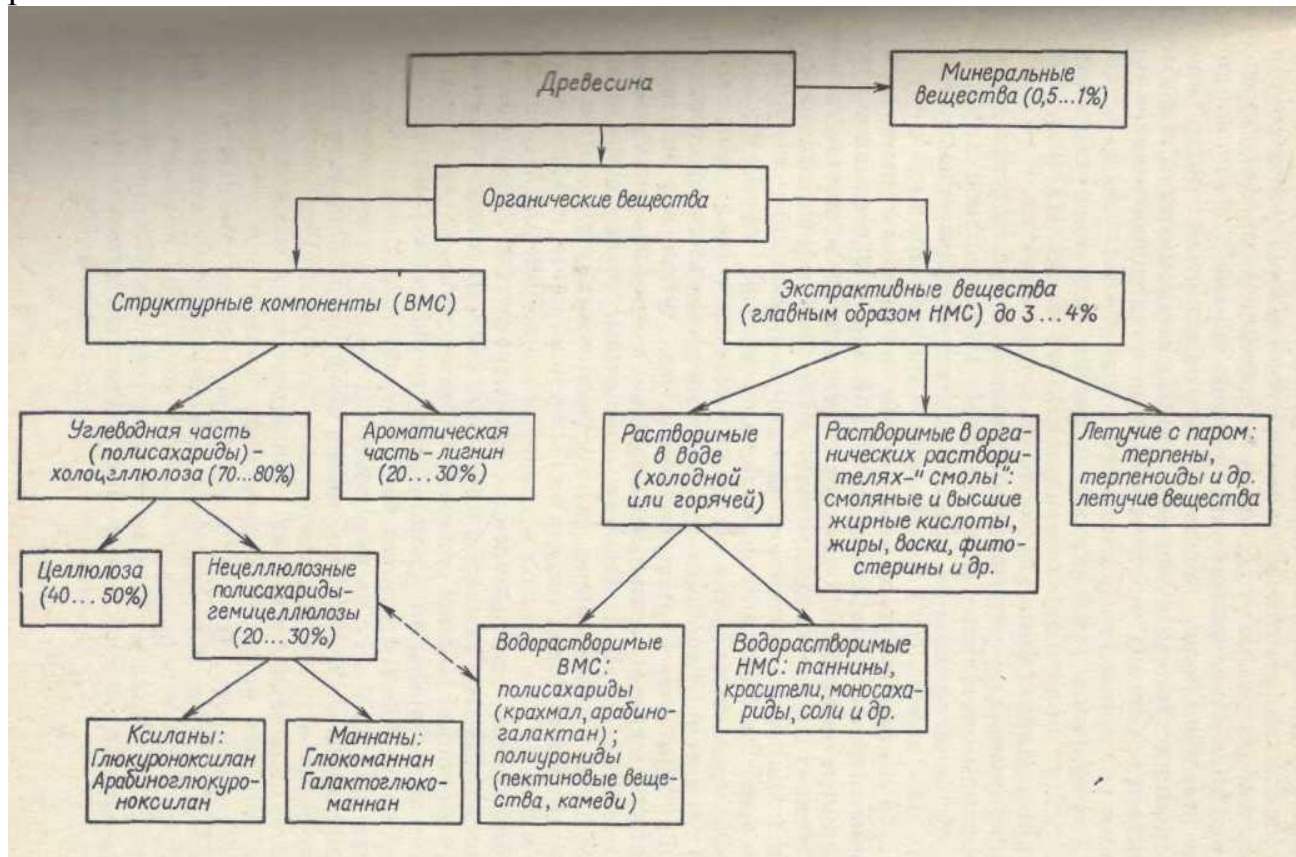 р
Древесина
Минеральные
вещества (0,5...1%)
Органические вещества
Структурные компоненты (ВМС)
Экстрактивные вещества
(главным образом НМС) до 3...4%
Углеводная часть
(полисахариды)–
холоцгллюлоза (70...80%)
Ароматическая
часть–лигнин
(20...30%)
Растворимые
в воде
(холодной
или горячей)
Растворимые в орга-
нических раствори-
телях–"смолы":
смоляные и высшие
жирные кислоты,
жиры, воски, фито-
стерины и др.
Летучие с паром:
терпены,
терпеноиды и др.
летучие вещества
Целлюлоза
(40...50%)
Нецеллюлозные
полисахариды–
гемицеллюлозы
(20...30%)
Водорастворимые
ВМС:
полисахариды
(крахмал, арабино-
галактан);
полиурониды
(пектиновые веще-
ства, камеди)
Водорастворимые
НМС: таннины,
красители, моносаха-
риды, соли и др.
Ксиланы:
Глюкуроноксилан
Арабиноглюкуро-
ноксилан
Маннаны:
Глюкоманнан
Галактоглюко-
маннан